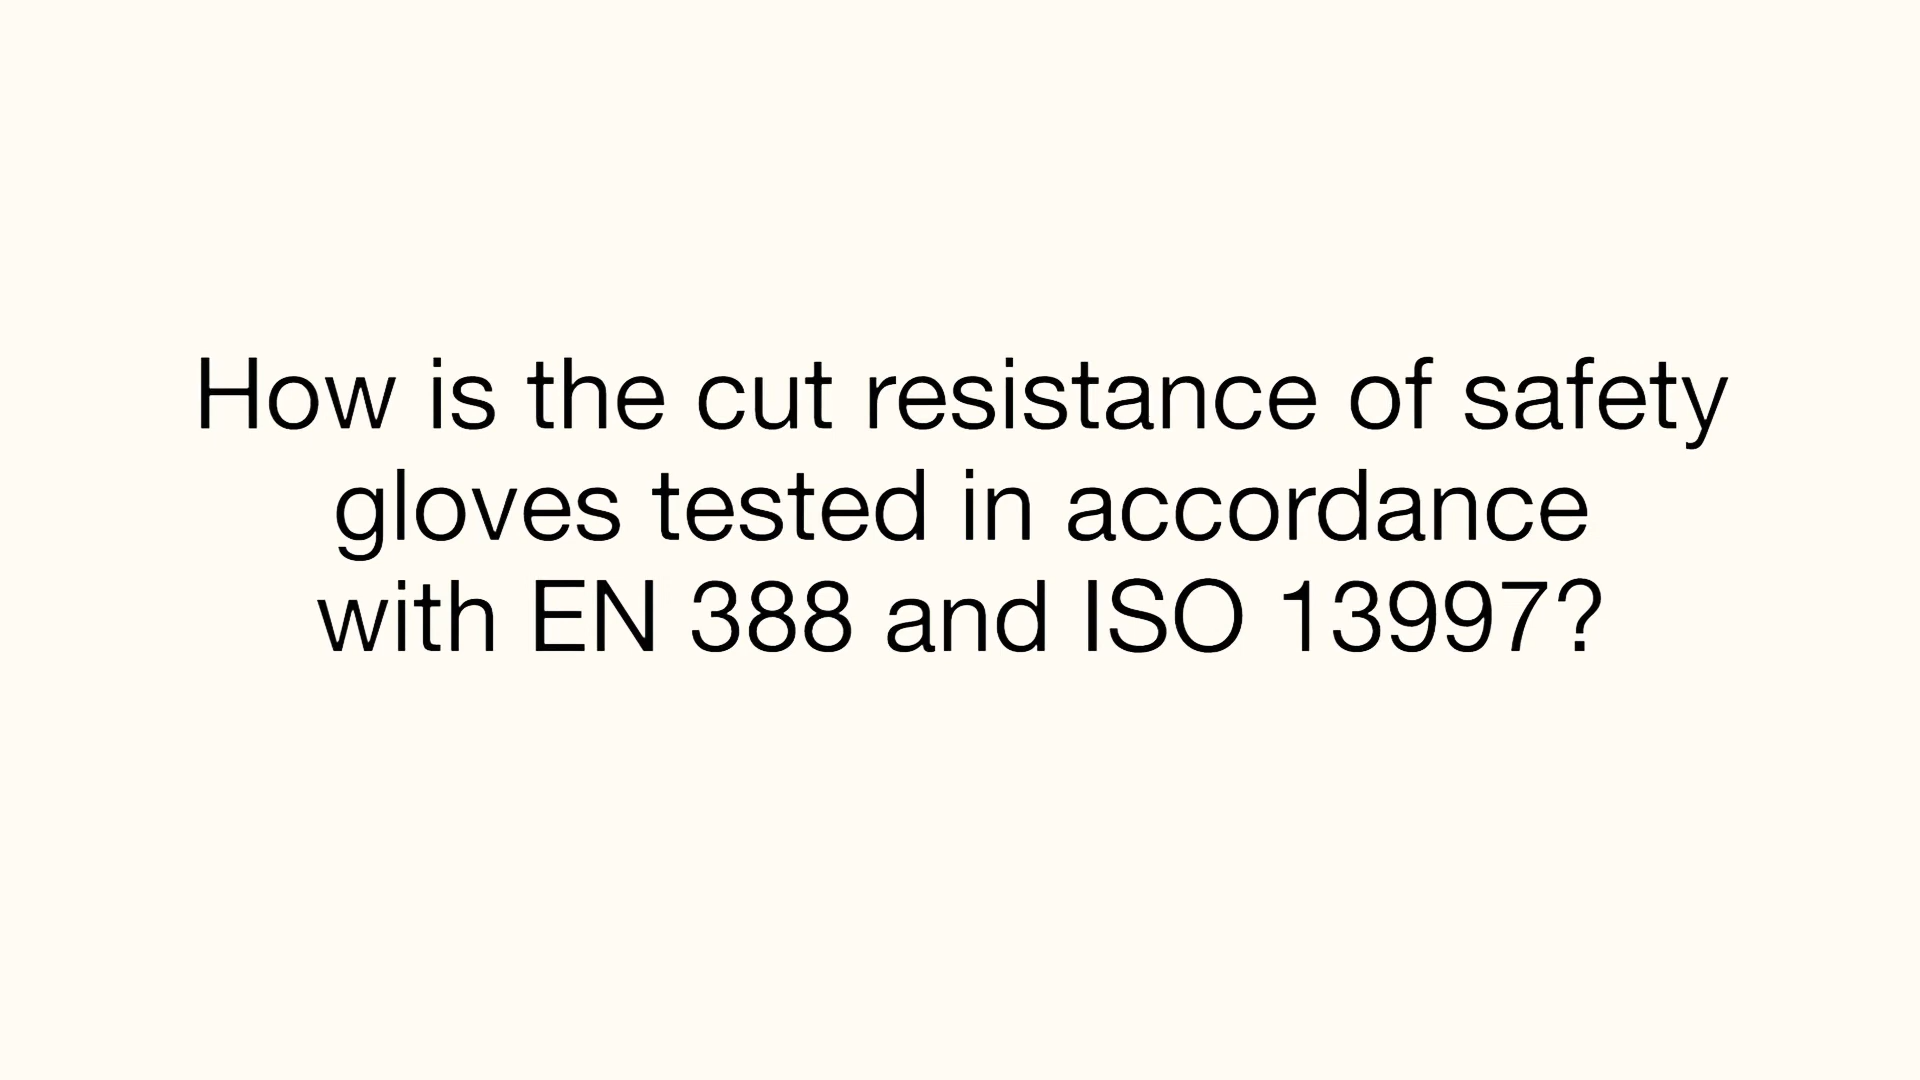 How is the cut resistance of safety
gloves tested in accordance
with EN 388 and ISO 13997?